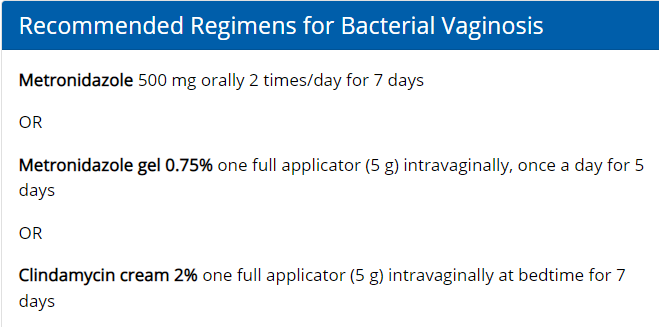 Recommended Regimens for Bacterial Vaginosis
Metronidazole 500 mg orally 2 times/day for 7 days
OR
Metronidazole gel 0.75% one full applicator (5 g) intravaginally, once a day for 5
days
OR
Clindamycin cream 2% one full applicator (5 g) intravaginally at bedtime for 7
days